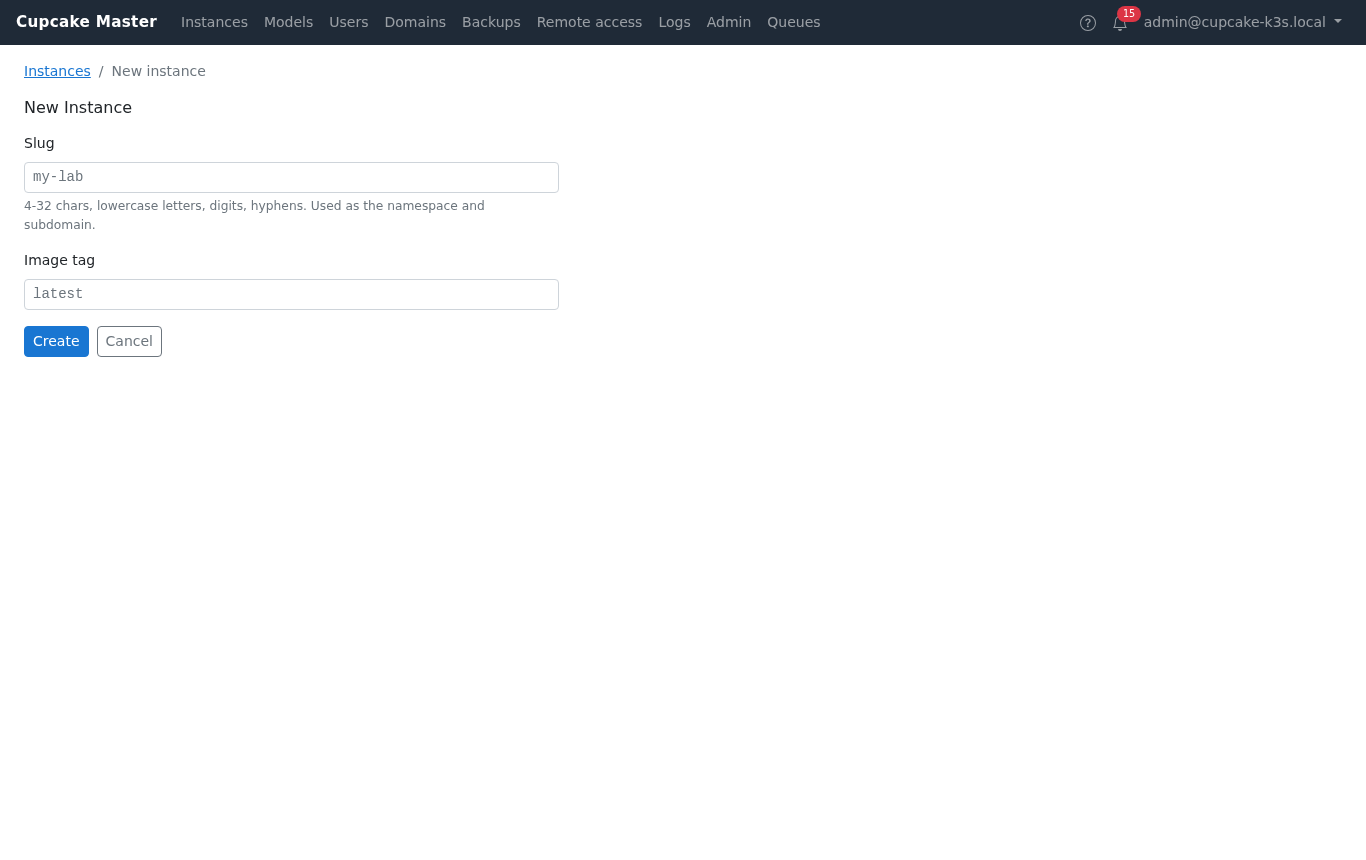 Cupcake Master Instances Models Users Domains Backups Remote access Logs Admin Queues 15 admin@cupcake-k3s.local
Instances / New instance
New Instance
Slug
my-lab
4-32 chars, lowercase letters, digits, hyphens. Used as the namespace and
subdomain.
Image tag
latest
Create Cancel